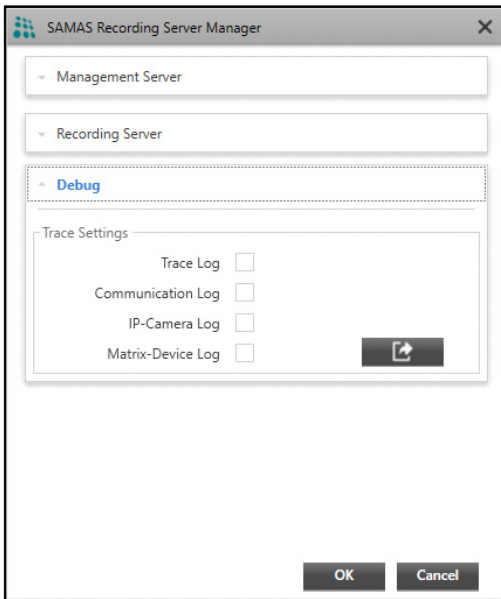 SAMAS Recording Server Manager
Management Server
Recording Server
Debug
Trace Settings
Trace Log
Communication Log
IP-Camera Log
Matrix-Device Log
OK Cancel